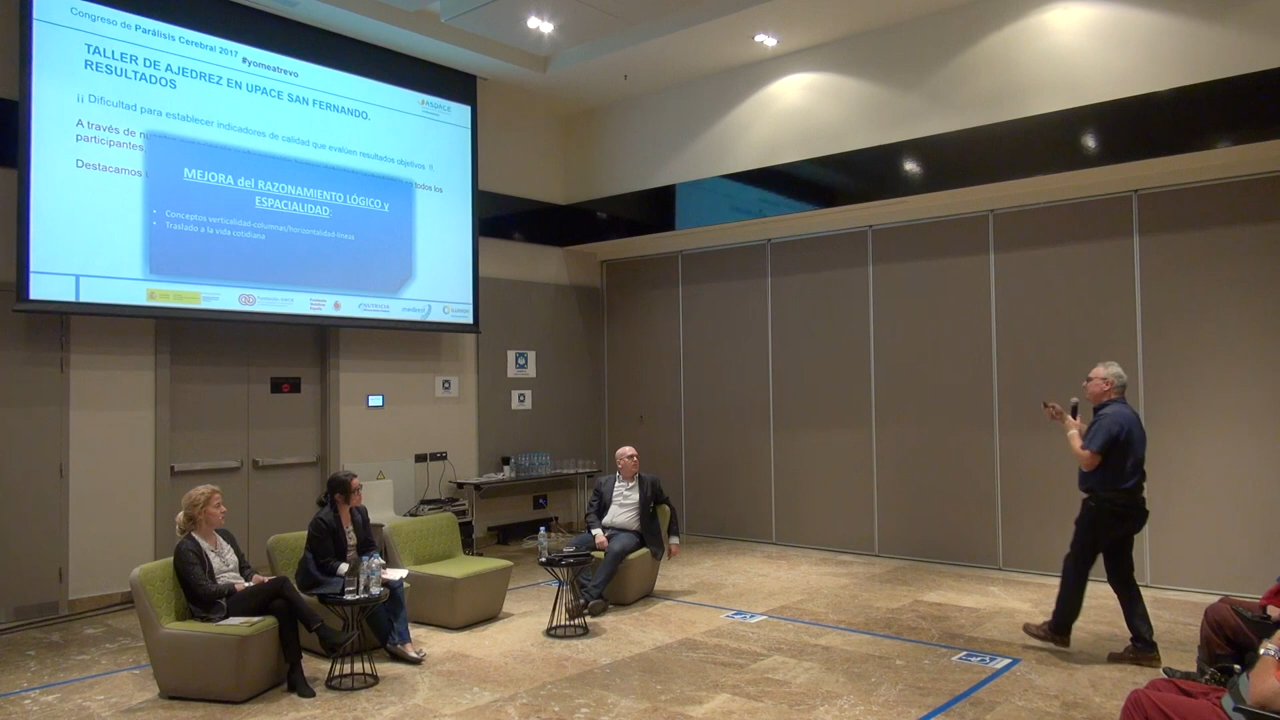 Congreso de Parálisis Cerebral 2017 #yomeatrevo
TALLER DE AJEDREZ EN UPACE SAN FERNANDO.
RESULTADOS
ASPACE
¡¡ Dificultad para establecer indicadores de calidad que evalúen resultados objetivos !!
A través de
todos los
participantes
Destacamos
MEJORA del RAZONAMIENTO LÓGICO y
ESPACIALIDAD:
• Conceptos verticalidad-columnas/horizontalidad-líneas
• Traslado a la vida cotidiana
NUTRICIA